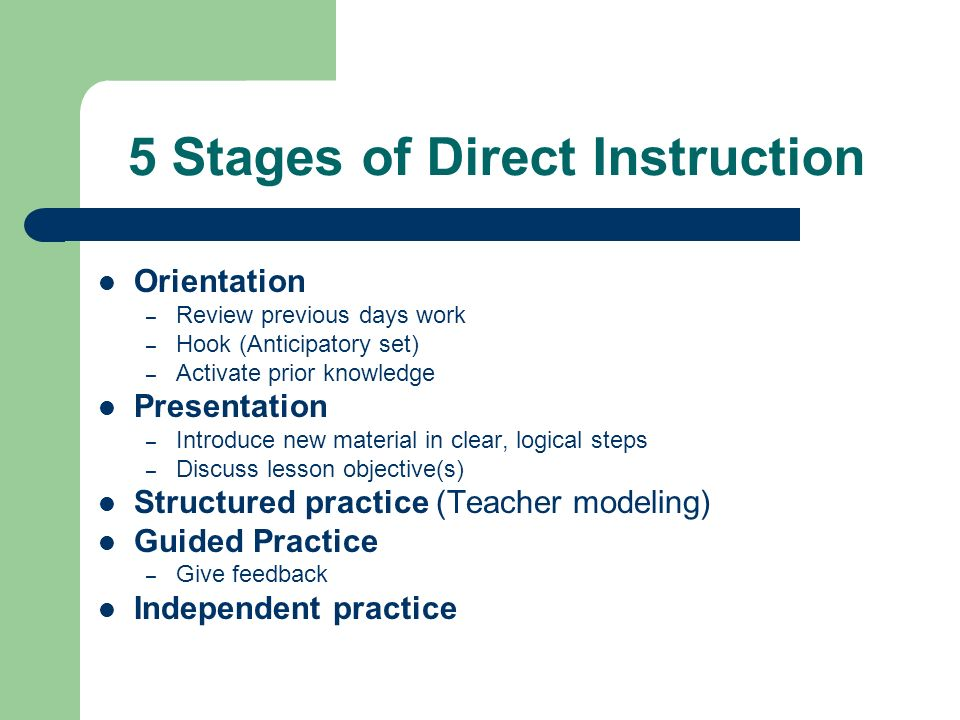 5 Stages of Direct Instruction
● Orientation
– Review previous days work
– Hook (Anticipatory set)
– Activate prior knowledge
● Presentation
– Introduce new material in clear, logical steps
– Discuss lesson objective(s)
● Structured practice (Teacher modeling)
● Guided Practice
– Give feedback
● Independent practice